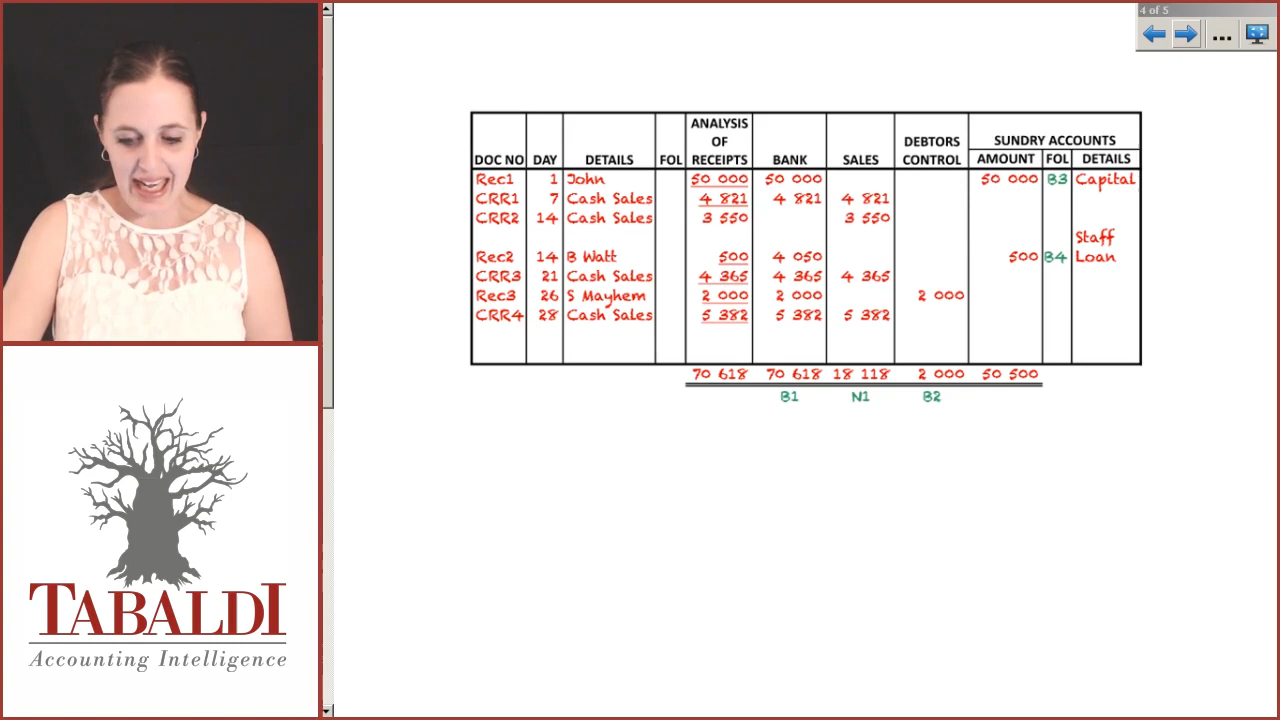 4 of 5
ANALYSIS OF RECEIPTS
DEBTORS CONTROL
SUNDRY ACCOUNTS
DOC NO DAY DETAILS FOL BANK SALES AMOUNT FOL DETAILS
Rec1 1 John 50 000 50 000 50 000 B3 Capital
CRR1 7 Cash Sales 4 821 4 821 4 821
CRR2 14 Cash Sales 3 550 3 550
Staff
Rec2 14 B Watt 500 4 050 500 B4 Loan
CRR3 21 Cash Sales 4 365 4 365 4 365
Rec3 26 S Mayhem 2 000 2 000 2 000
CRR4 28 Cash Sales 5 382 5 382 5 382
70 618 70 618 18 118 2 000 50 500
B1 N1 B2
TABALDI
Accounting Intelligence